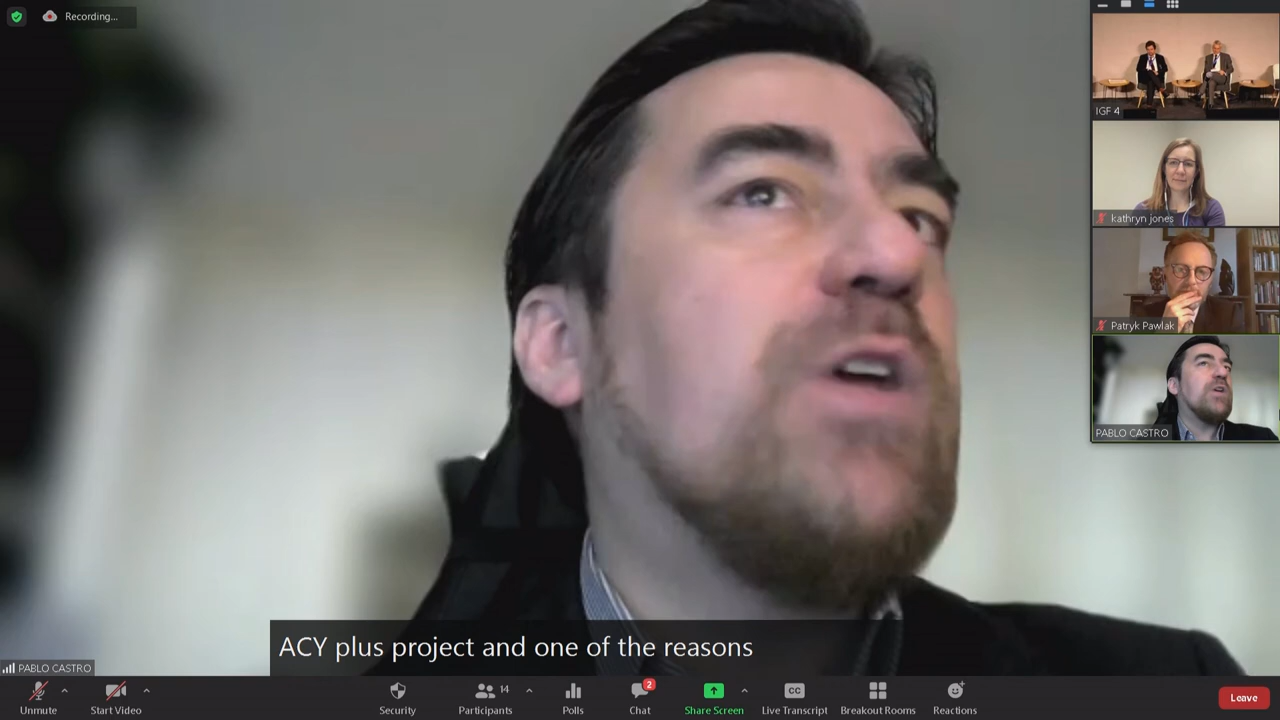 Recording...
IGF 4
kathryn jones
Patryk Pawlak
PABLO CASTRO
ACY plus project and one of the reasons
PABLO CASTRO
Unmute
Start Video
Security
Participants
14
Polls
Chat
2
Share Screen
CC
Live Transcript
Breakout Rooms
Reactions
Leave